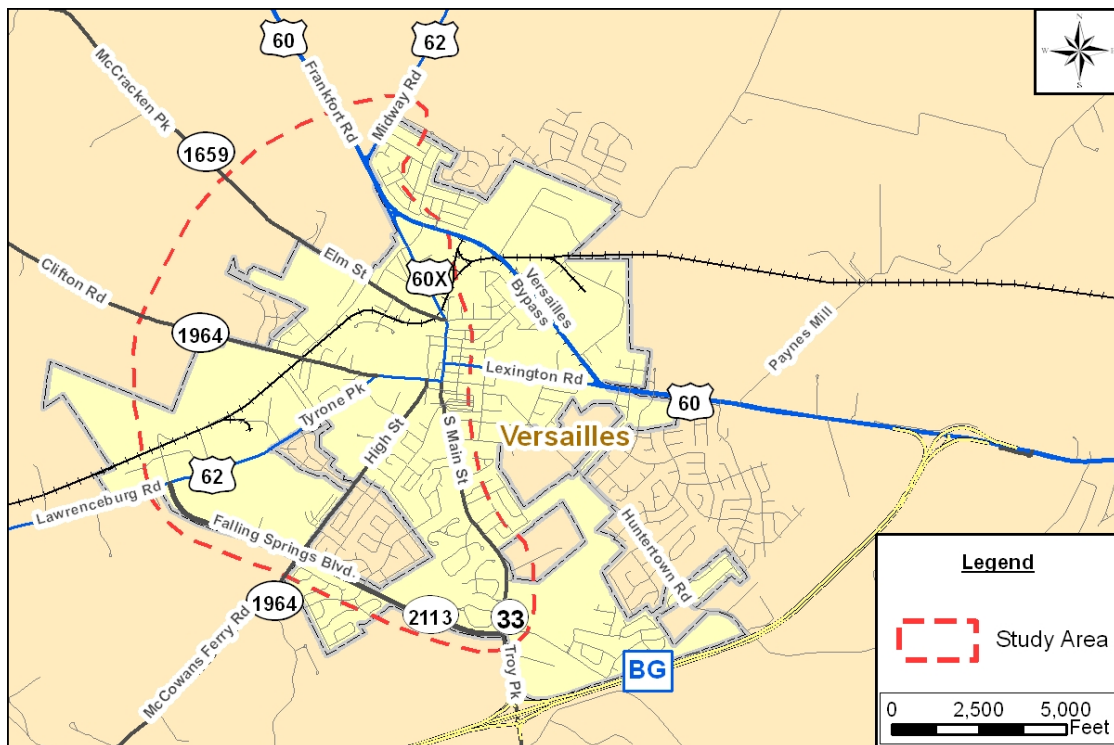 N
W
E
S
60
62
McCracken Pk
Frankfort Rd
Midway Rd
1659
Elm St
60X
Versailles
Bypass
Clifton Rd
1964
Paynes Mill
Lexington Rd
60
Tyrone Pk
High St
S Main St
Versailles
62
Lawrenceburg Rd
Falling Springs Blvd.
Huntertown Rd
1964
2113
33
McCowans Ferry Rd
Troy Pk
BG
Legend
Study Area
0 2,500 5,000
Feet